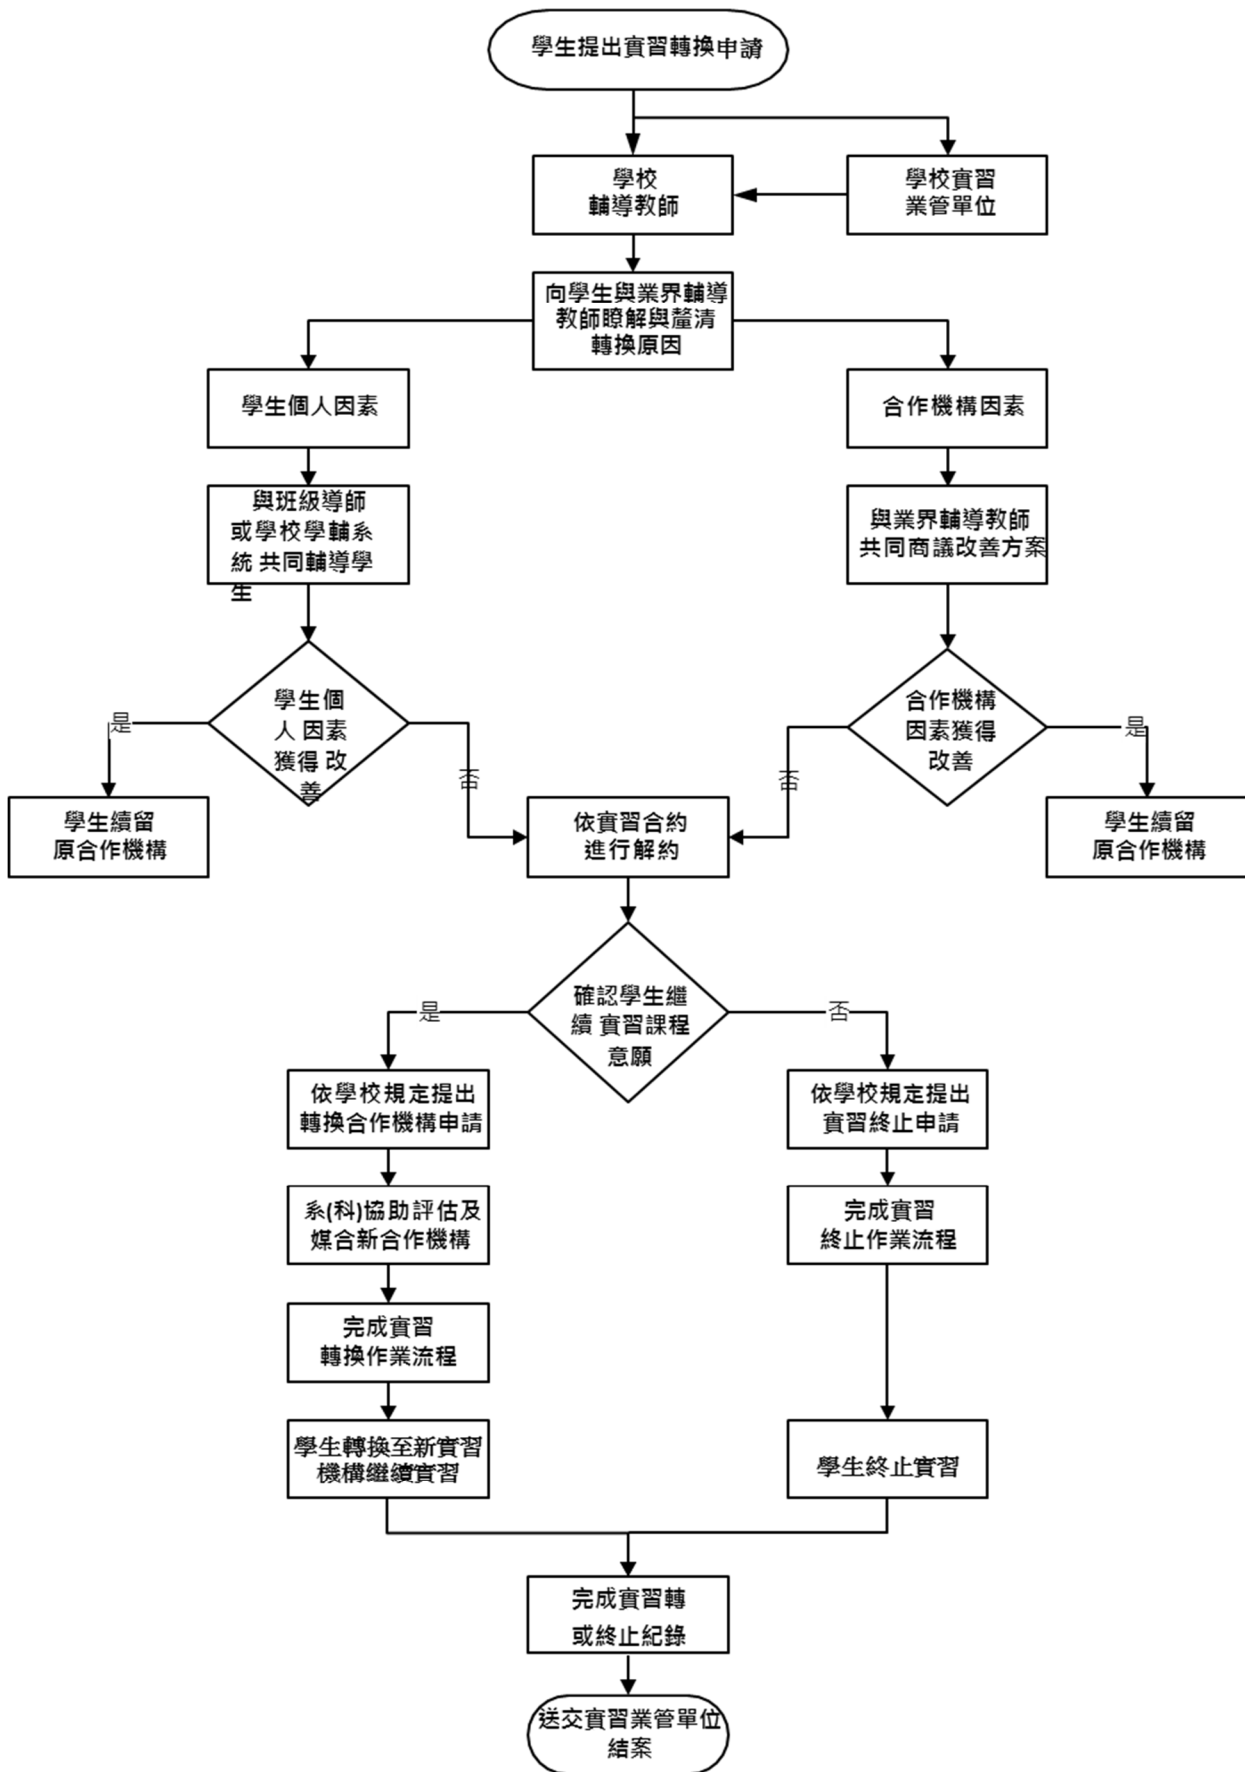 學生提出實習轉換申請
學校
輔導教師
學校實習
業管單位
向學生與業界輔導
教師瞭解與釐清
轉換原因
學生個人因素
合作機構因素
與班級導師
或學校學輔系
統 共同輔導學
生
與業界輔導教師
共同商議改善方案
學生個
人 因素
獲得 改
善
合作機構
因素獲得
改善
是
否
否
是
學生續留
原合作機構
依實習合約
進行解約
學生續留
原合作機構
確認學生繼
續 實習課程
意願
是
否
依學校規定提出
轉換合作機構申請
依學校規定提出
實習終止申請
系(科)協助評估及
媒合新合作機構
完成實習
終止作業流程
完成實習
轉換作業流程
學生轉換至新實習
機構繼續實習
學生終止實習
完成實習轉
或終止紀錄
送交實習業管單位
結案